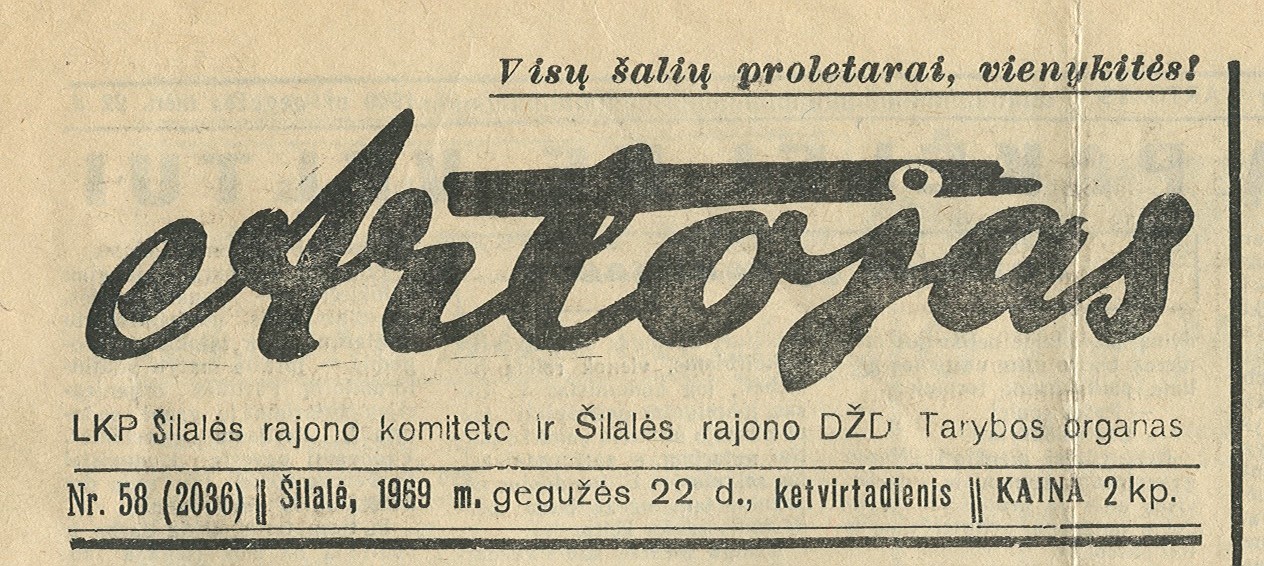 Visų šalių proletarai, vienykitės!
Artojas
LKP Šilalės rajono komiteto ir Šilalės rajono DŽD Tarybos organas
Nr. 58 (2036) || Šilalė, 1969 m. gegužės 22 d., ketvirtadienis || KAINA 2 kp.